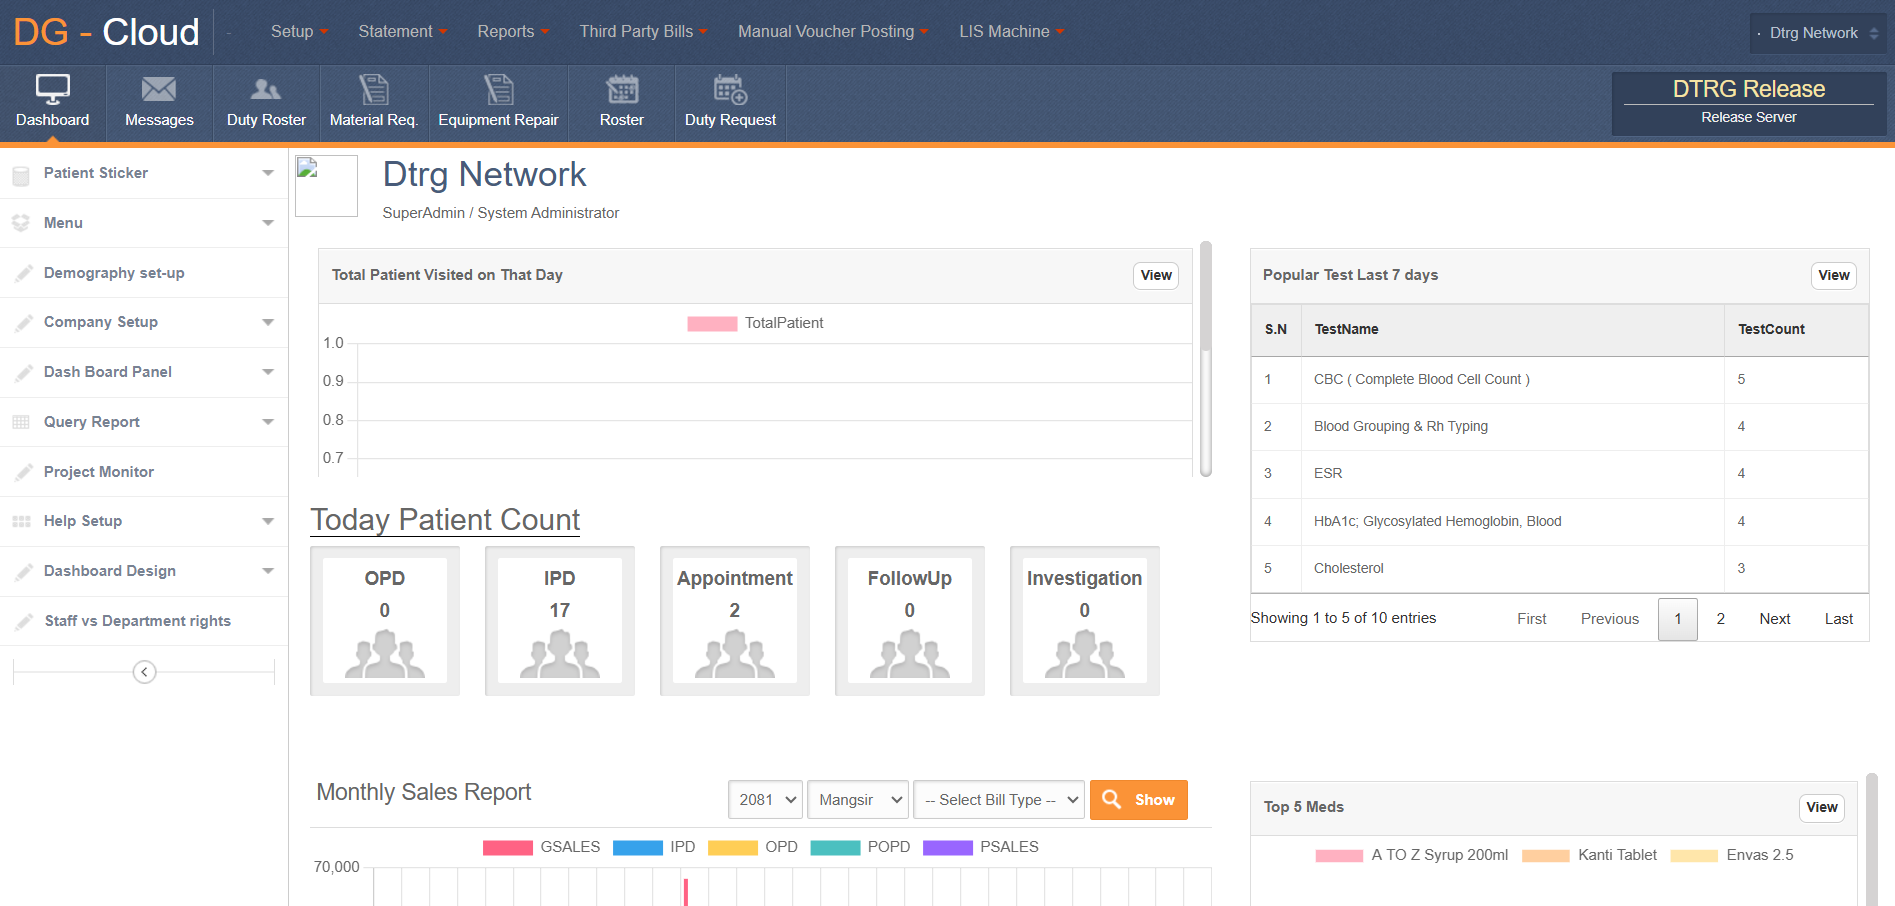 DG - Cloud
-
Setup
Statement
Reports
Third Party Bills
Manual Voucher Posting
LIS Machine
Dtrg Network
Dashboard
Messages
Duty Roster
Material Req.
Equipment Repair
Roster
Duty Request
DTRG Release
Release Server
Patient Sticker
Menu
Demography set-up
Company Setup
Dash Board Panel
Query Report
Project Monitor
Help Setup
Dashboard Design
Staff vs Department rights
Dtrg Network
SuperAdmin / System Administrator
Total Patient Visited on That Day
View
TotalPatient
1.0
0.9
0.8
0.7
Popular Test Last 7 days
View
S.N TestName TestCount
1 CBC ( Complete Blood Cell Count ) 5
2 Blood Grouping & Rh Typing 4
3 ESR 4
4 HbA1c; Glycosylated Hemoglobin, Blood 4
5 Cholesterol 3
Showing 1 to 5 of 10 entries
First Previous 1 2 Next Last
Today Patient Count
OPD
0
IPD
17
Appointment
2
FollowUp
0
Investigation
0
Monthly Sales Report
2081
Mangsir
-- Select Bill Type --
Show
GSALES IPD OPD POPD PSALES
70,000
Top 5 Meds
View
A TO Z Syrup 200ml Kanti Tablet Envas 2.5